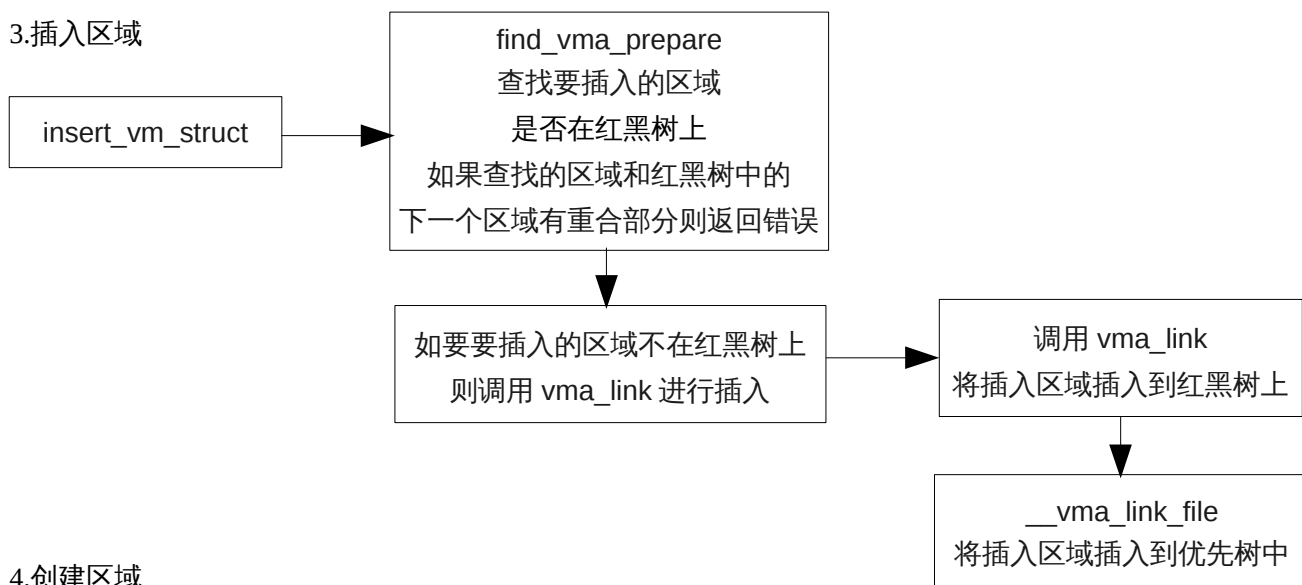 3.插入区域
insert_vm_struct
find_vma_prepare
查找要插入的区域
是否在红黑树上
如果查找的区域和红黑树中的
下一个区域有重合部分则返回错误
如要要插入的区域不在红黑树上
则调用 vma_link 进行插入
调用 vma_link
将插入区域插入到红黑树上
__vma_link_file
将插入区域插入到优先树中
4.创建区域